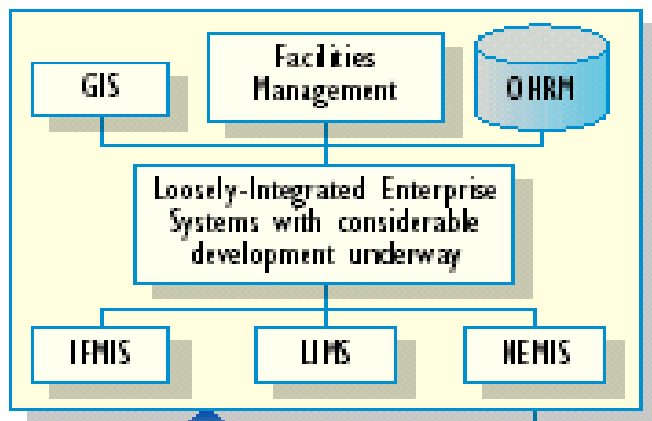 GIS
Facilities
Management
OHRM
Loosely-Integrated Enterprise
Systems with considerable
development underway
IFMIS
LIMS
NEMIS